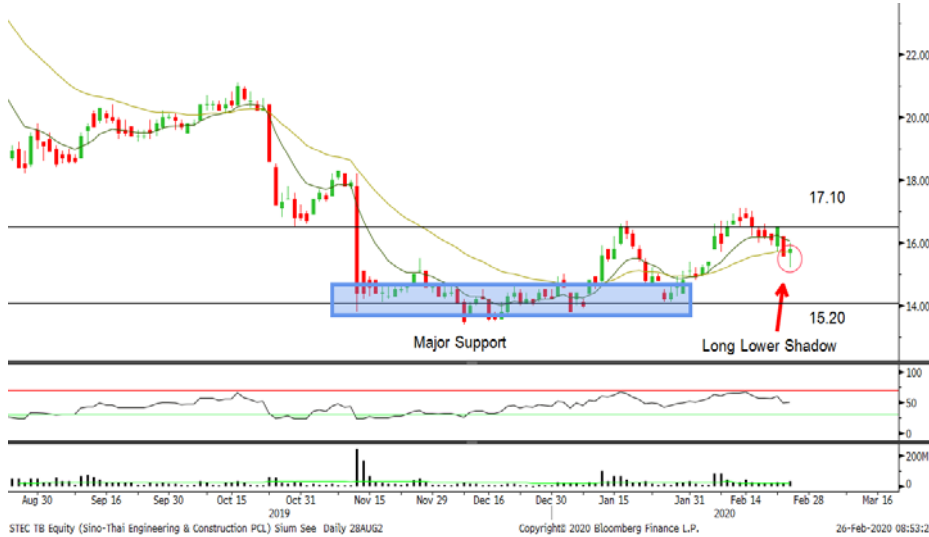 22.00
20.00
18.00
17.10
16.00
14.00
15.20
Major Support
Long Lower Shadow
100
50
0
200M
0
Aug 30 Sep 16 Sep 30 Oct 15 Oct 31 Nov 15 Nov 29 Dec 16 Dec 30 Jan 15 Jan 31 Feb 14 Feb 28 Mar 16
2019 2020
STEC TB Equity (Sino-Thai Engineering & Construction PCL) Sium See Daily 28AUG2 Copyright© 2020 Bloomberg Finance L.P. 26-Feb-2020 08:53:2